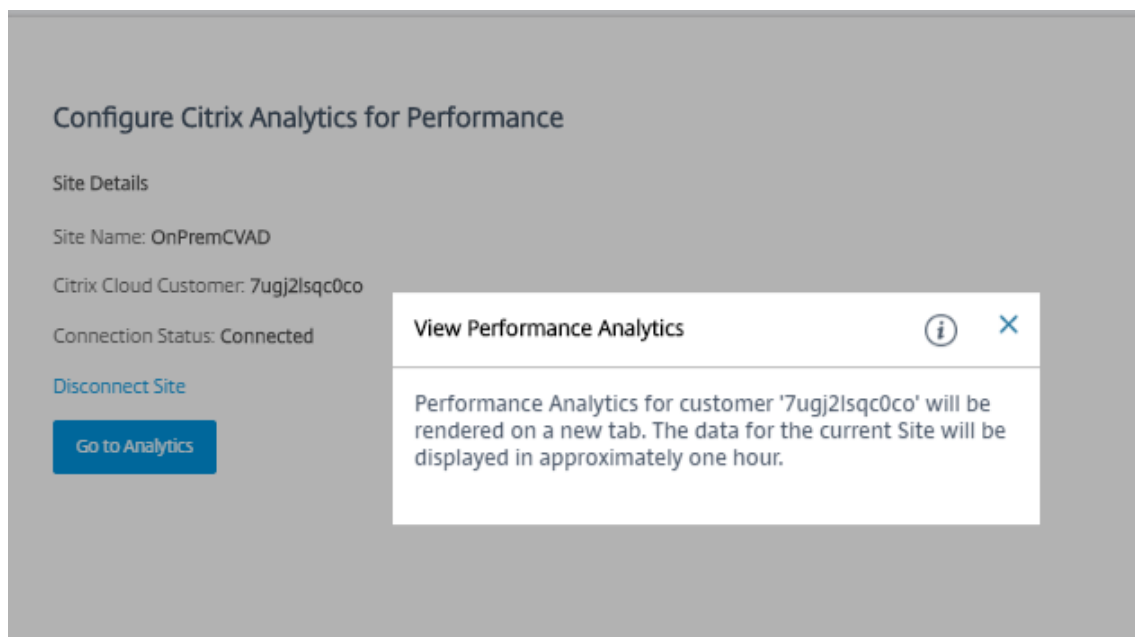 Configure Citrix Analytics for Performance
Site Details
Site Name: OnPremCVAD
Citrix Cloud Customer: 7ugj2lsqc0co
Connection Status: Connected
Disconnect Site
Go to Analytics
View Performance Analytics
Performance Analytics for customer '7ugj2lsqc0co' will be
rendered on a new tab. The data for the current Site will be
displayed in approximately one hour.